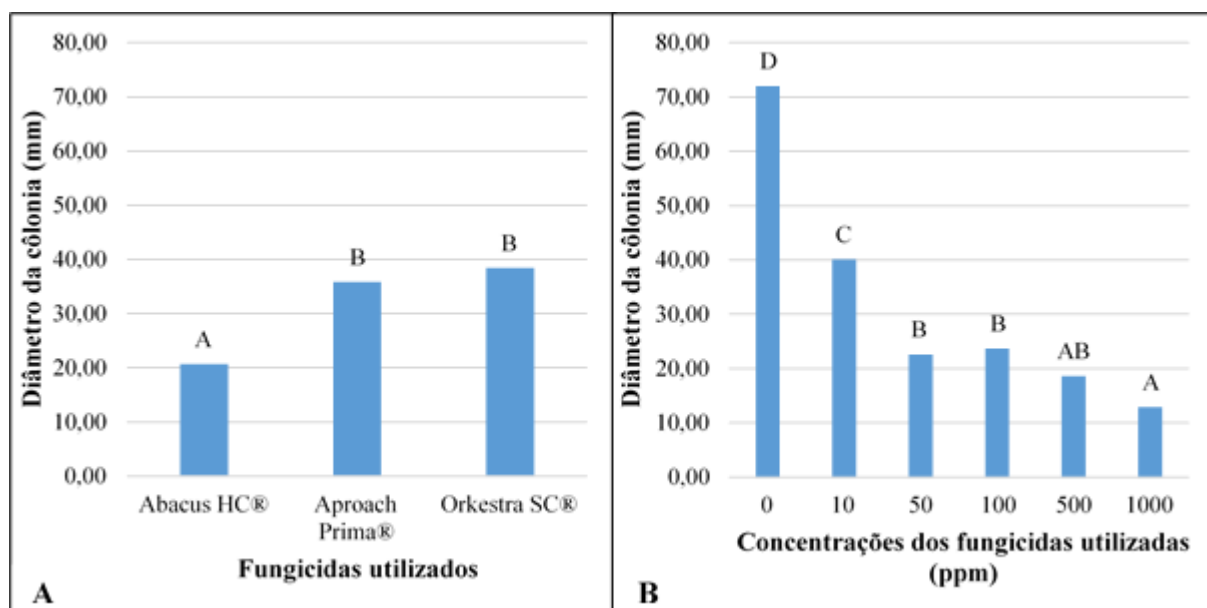 80,00
70,00
60,00
50,00
40,00
30,00
20,00
10,00
0,00
Diâmetro da côlonia (mm)
A
B
B
Abacus HC®
Aproach
Prima®
Orkestra SC®
Fungicidas utilizados
A
80,00
70,00
60,00
50,00
40,00
30,00
20,00
10,00
0,00
Diâmetro da côlonia (mm)
D
C
B
B
AB
A
0 10 50 100 500 1000
Concentrações dos fungicidas utilizadas
(ppm)
B